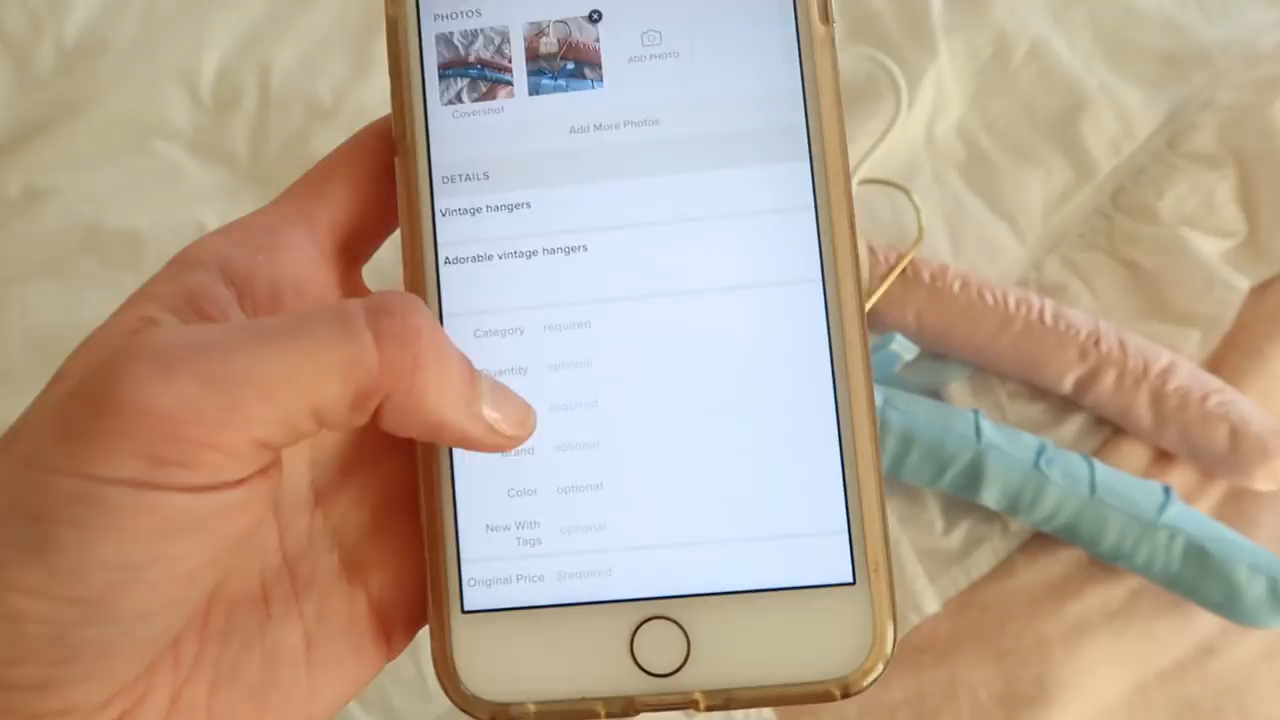 PHOTOS
ADD PHOTO
Covershot
Add More Photos
DETAILS
Vintage hangers
Adorable vintage hangers
Category required
Quantity optional
required
Brand optional
Color optional
New With Tags optional
Original Price $required